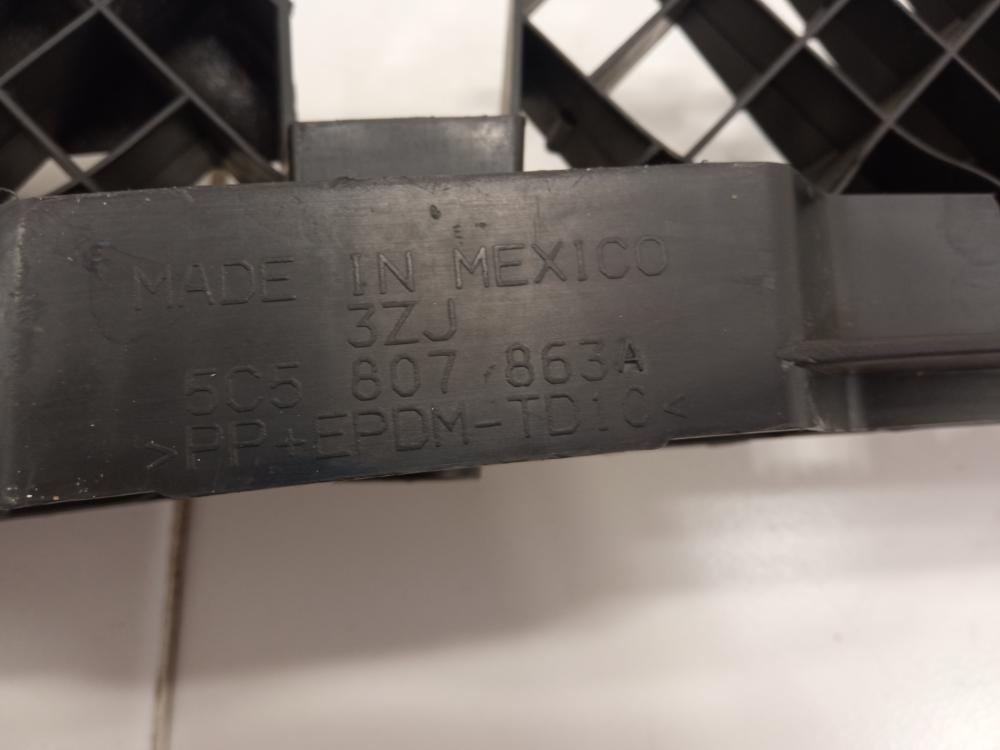 MADE IN MEXICO
3ZJ
5C5 807 863A
>PP+EPDM-TD10<